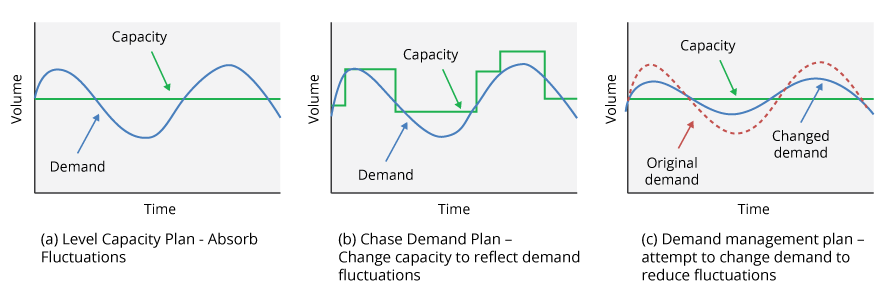 Capacity
Volume
Demand
Time
(a) Level Capacity Plan - Absorb
Fluctuations
Capacity
Volume
Demand
Time
(b) Chase Demand Plan –
Change capacity to reflect demand
fluctuations
Capacity
Volume
Changed
demand
Original
demand
Time
(c) Demand management plan –
attempt to change demand to
reduce fluctuations